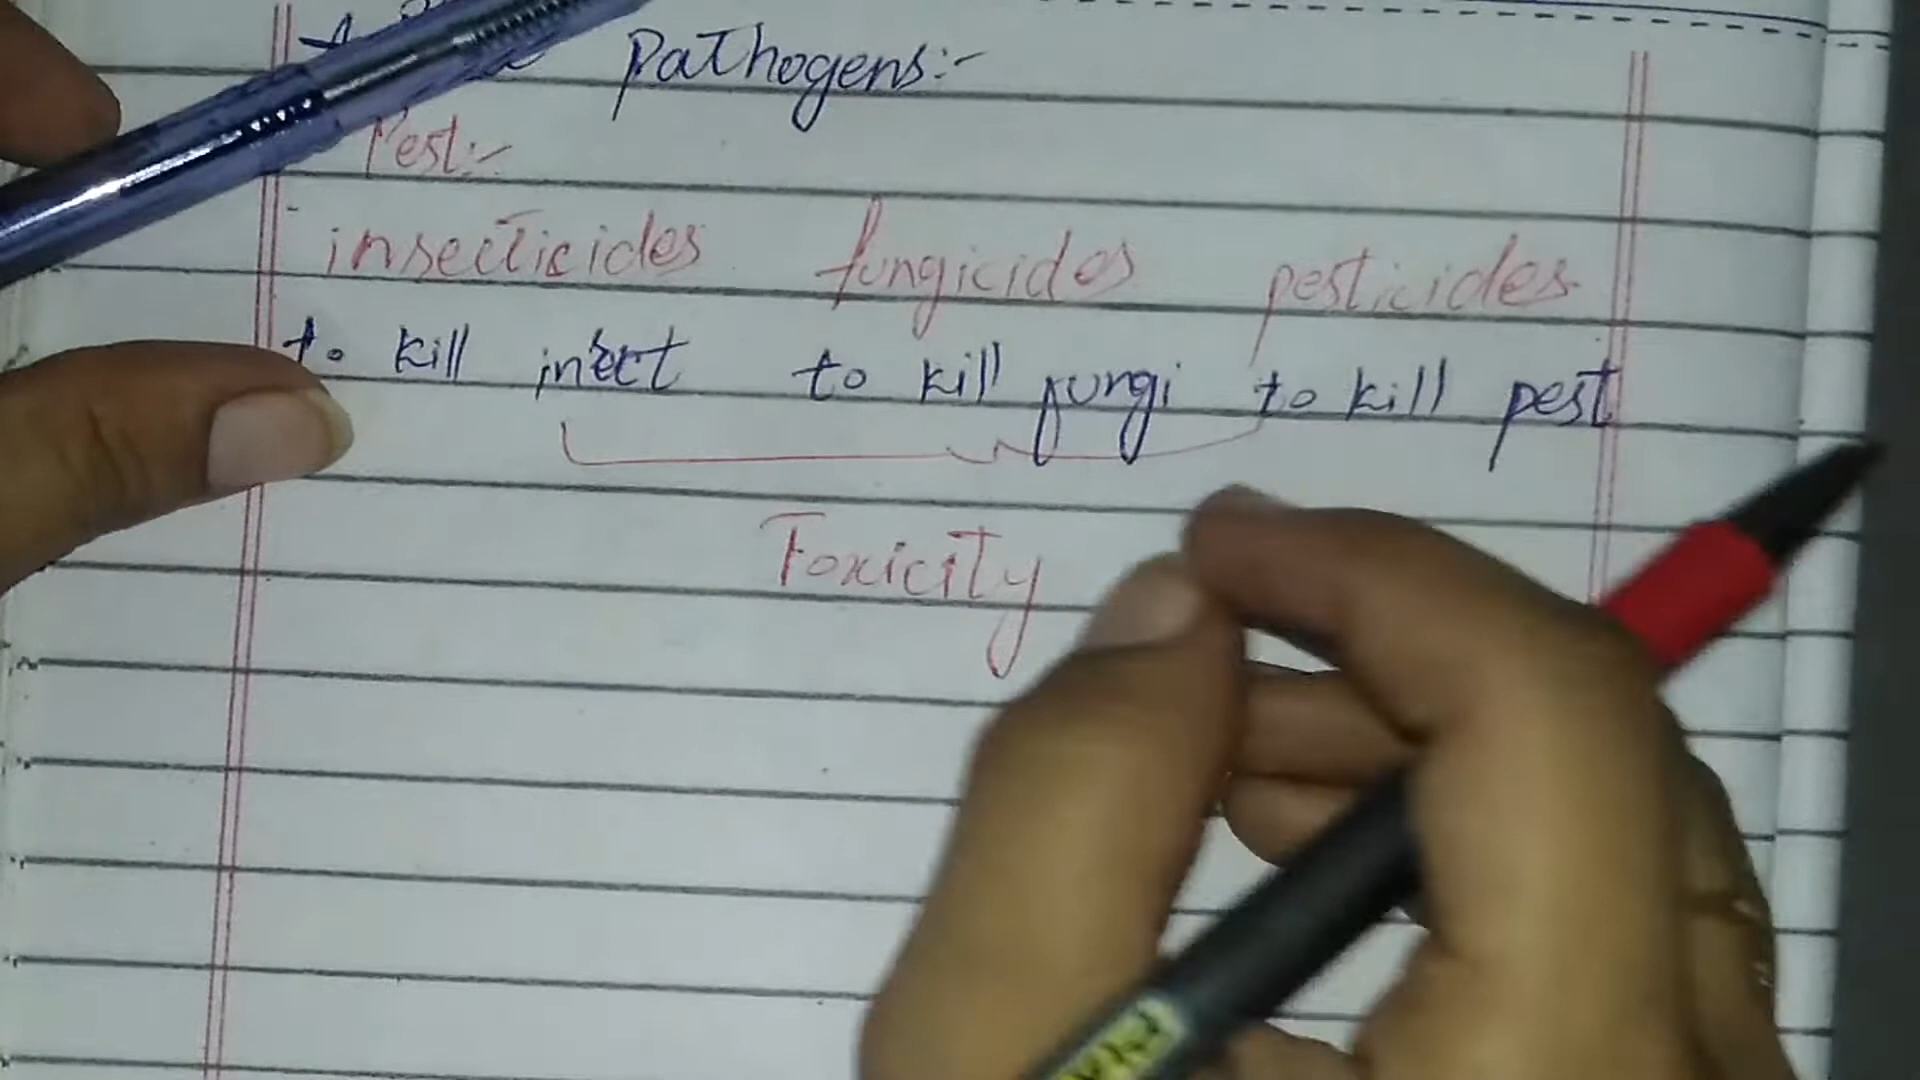 Pathogens:-
Pest:-
insecticides fungicides pesticides
to kill insect to kill fungi to kill pest
Toxicity